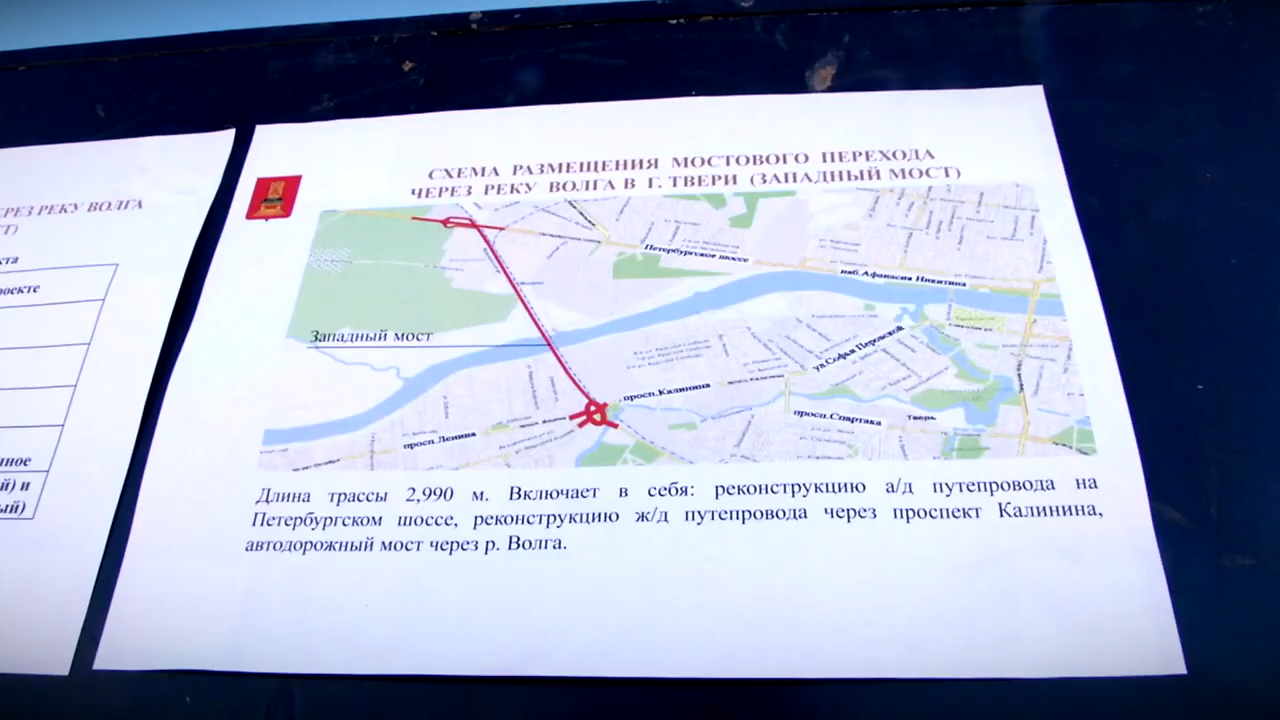 ЕРЕЗ РЕКУ ВОЛГА
СТ)
кта
роекте
нное
й) и
ый)
СХЕМА РАЗМЕЩЕНИЯ МОСТОВОГО ПЕРЕХОДА
ЧЕРЕЗ РЕКУ ВОЛГА В Г. ТВЕРИ (ЗАПАДНЫЙ МОСТ)
Петербургское шоссе
наб.Афанасия Никитина
Западный мост
ул.Софьи Перовской
просп.Калинина
просп.Спартака
Тверь
просп.Ленина
Длина трассы 2,990 м. Включает в себя: реконструкцию а/д путепровода на
Петербургском шоссе, реконструкцию ж/д путепровода через проспект Калинина,
автодорожный мост через р. Волга.